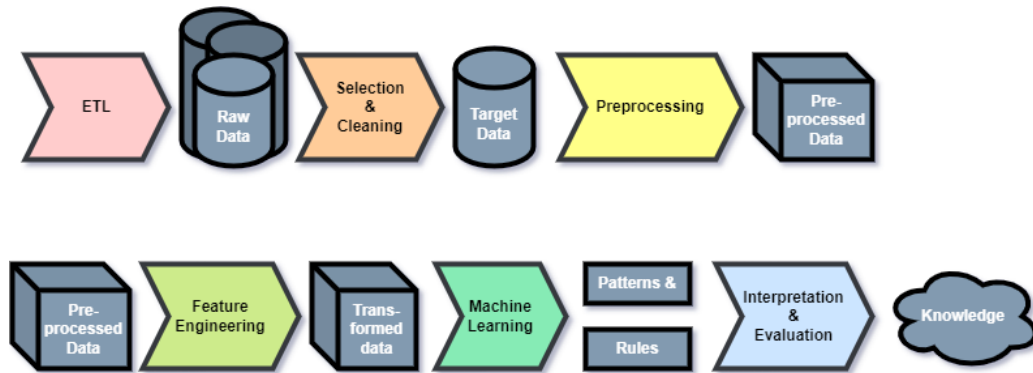 ETL
Raw
Data
Selection
&
Cleaning
Target
Data
Preprocessing
Pre-
processed
Data
Pre-
processed
Data
Feature
Engineering
Trans-
formed
data
Machine
Learning
Patterns &
Rules
Interpretation
&
Evaluation
Knowledge